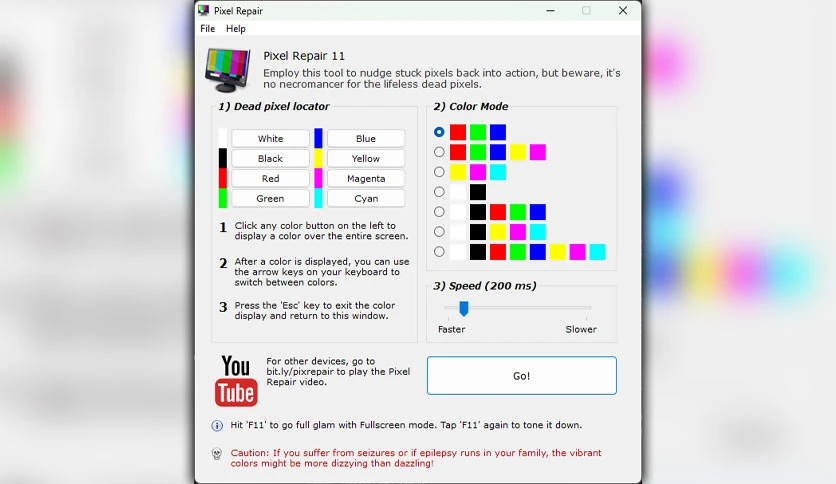 Pixel Repair
File Help
Pixel Repair 11
Employ this tool to nudge stuck pixels back into action, but beware, it's
no necromancer for the lifeless dead pixels.
1) Dead pixel locator
White
Blue
Black
Yellow
Red
Magenta
Green
Cyan
1 Click any color button on the left to
display a color over the entire screen.
2 After a color is displayed, you can use
the arrow keys on your keyboard to
switch between colors.
3 Press the 'Esc' key to exit the color
display and return to this window.
2) Color Mode
3) Speed (200 ms)
Faster
Slower
You
Tube
For other devices, go to
bit.ly/pixrepair to play the Pixel
Repair video.
Go!
Hit 'F11' to go full glam with Fullscreen mode. Tap 'F11' again to tone it down.
Caution: If you suffer from seizures or if epilepsy runs in your family, the vibrant
colors might be more dizzying than dazzling!